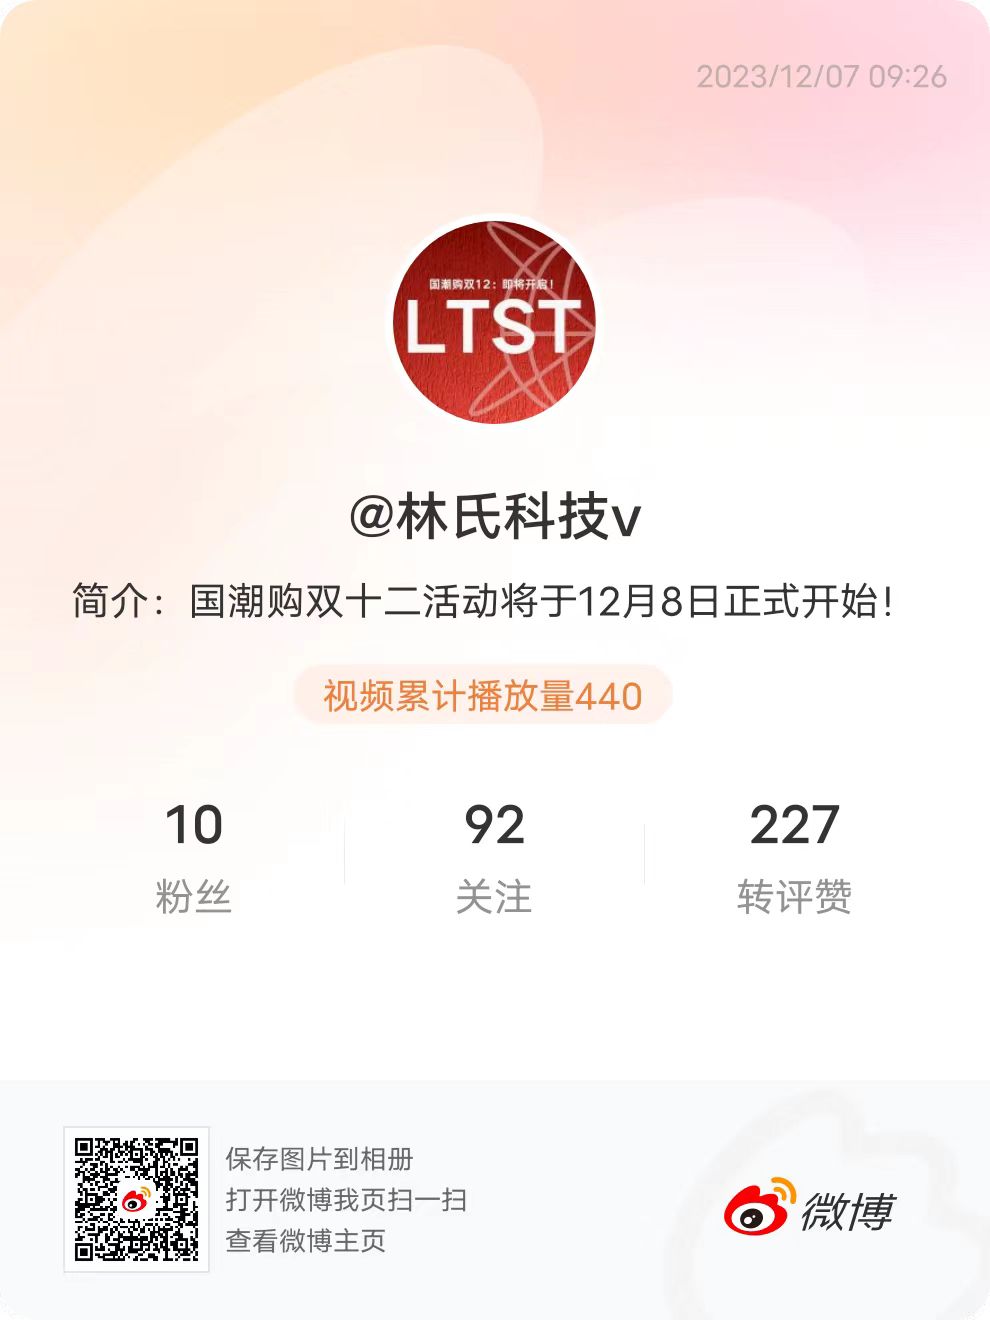 2023/12/07 09:26
国潮购双12：即将开启！
LTST
@林氏科技v
简介：国潮购双十二活动将于12月8日正式开始！
视频累计播放量440
10
粉丝
92
关注
227
转评赞
保存图片到相册
打开微博我页扫一扫
查看微博主页
微博